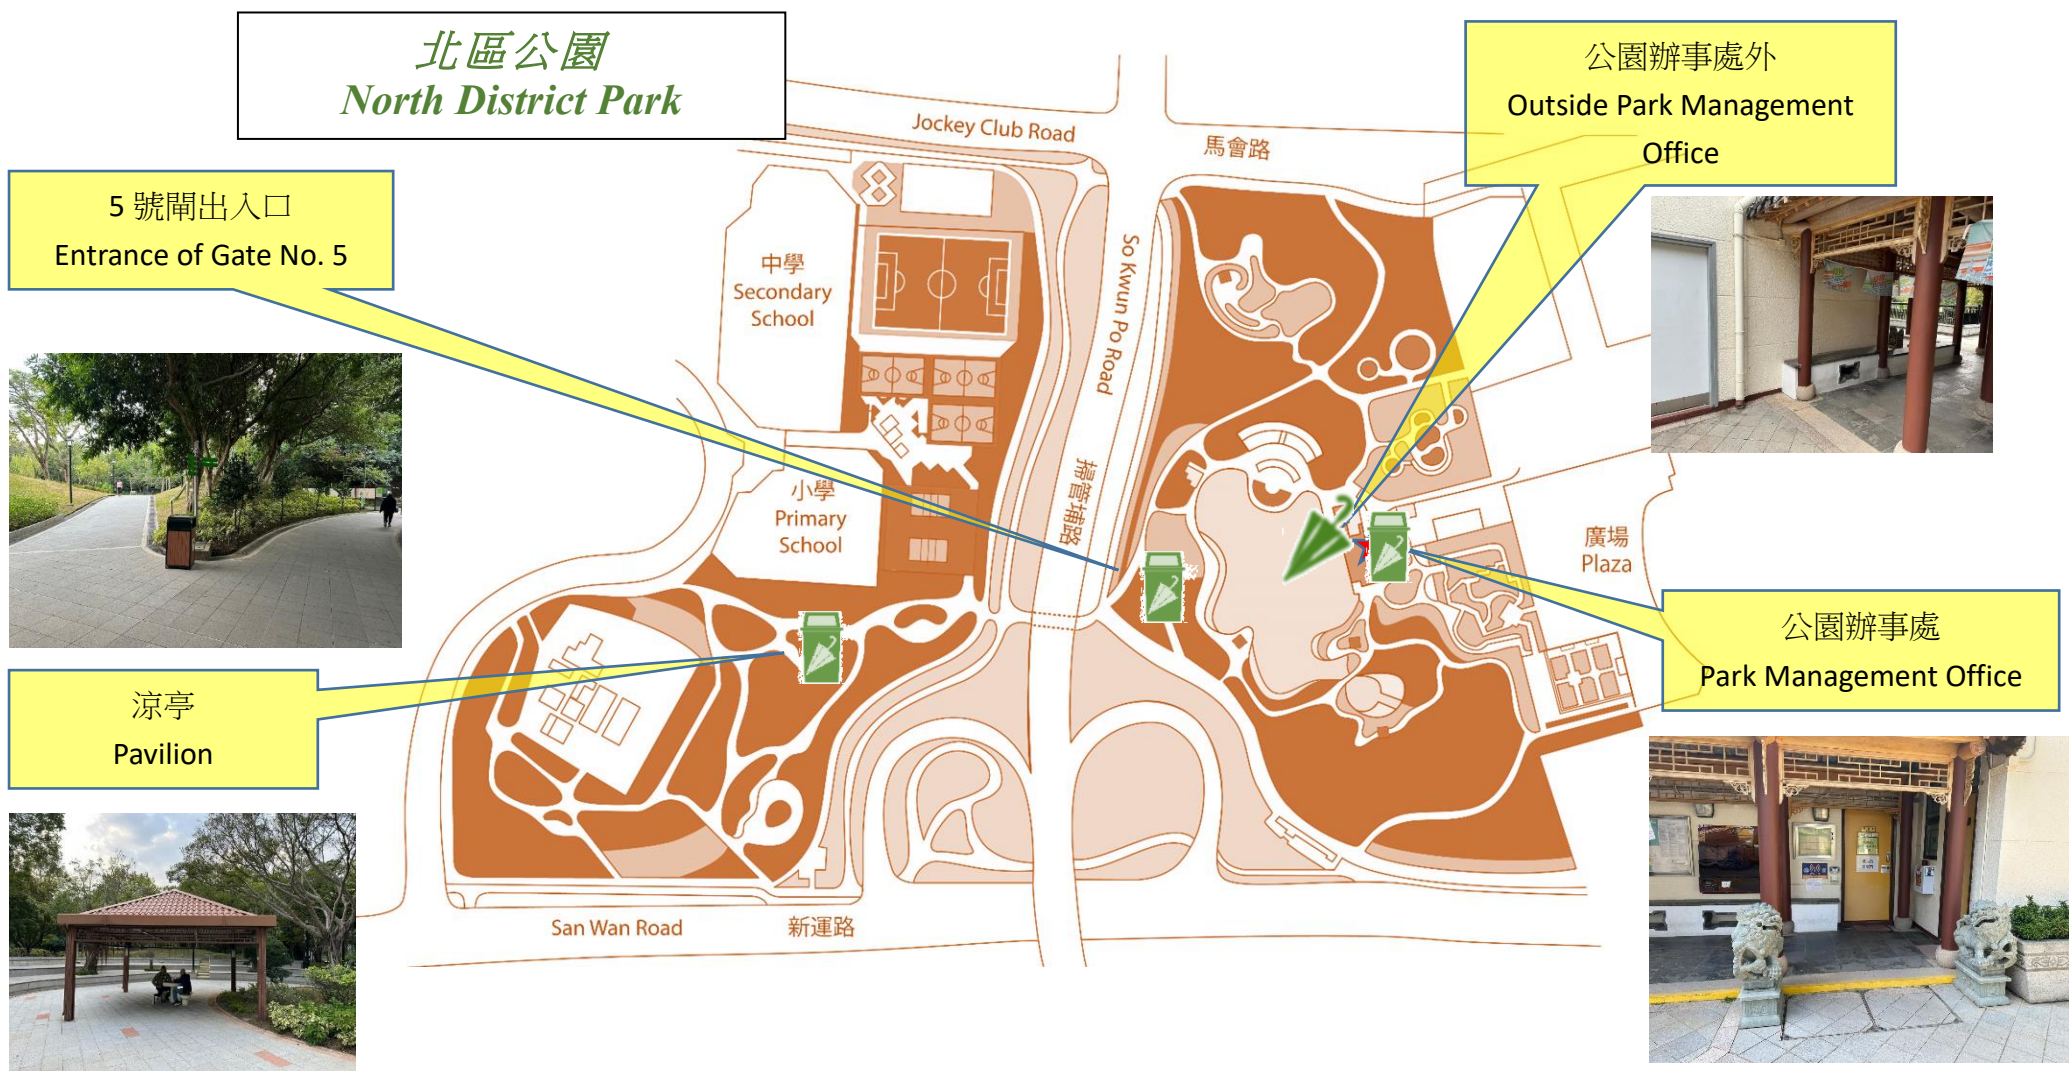 北區公園
North District Park
公園辦事處外
Outside Park Management
Office
5 號閘出入口
Entrance of Gate No. 5
Jockey Club Road
馬會路
中學
Secondary
School
So Kwun Po Road
掃管埔路
小學
Primary
School
廣場
Plaza
公園辦事處
Park Management Office
涼亭
Pavilion
San Wan Road
新運路